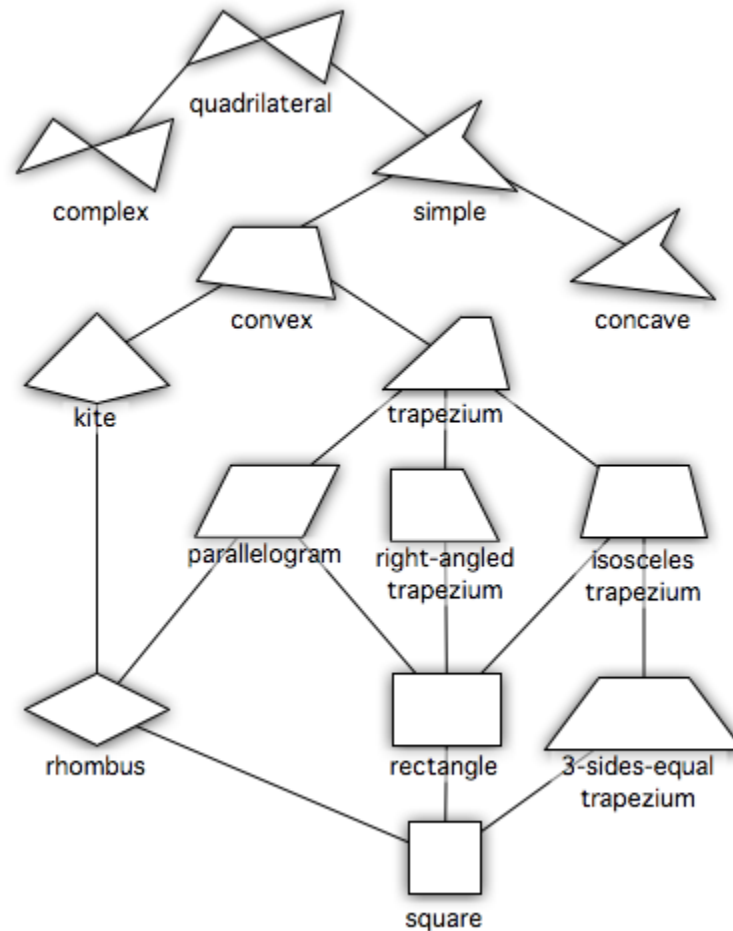 quadrilateral
complex
simple
convex
concave
kite
trapezium
parallelogram
right-angled
trapezium
isosceles
trapezium
rhombus
rectangle
3-sides-equal
trapezium
square